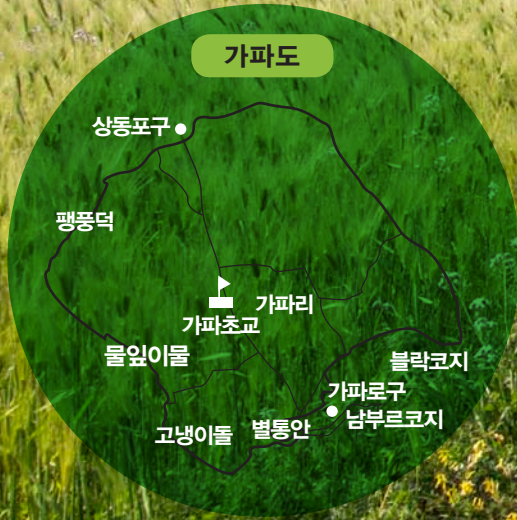 가파도
상동포구
팽풍덕
가파리
가파초교
물잎이물
블락코지
가파로구
남부르코지
별통안
고냉이돌